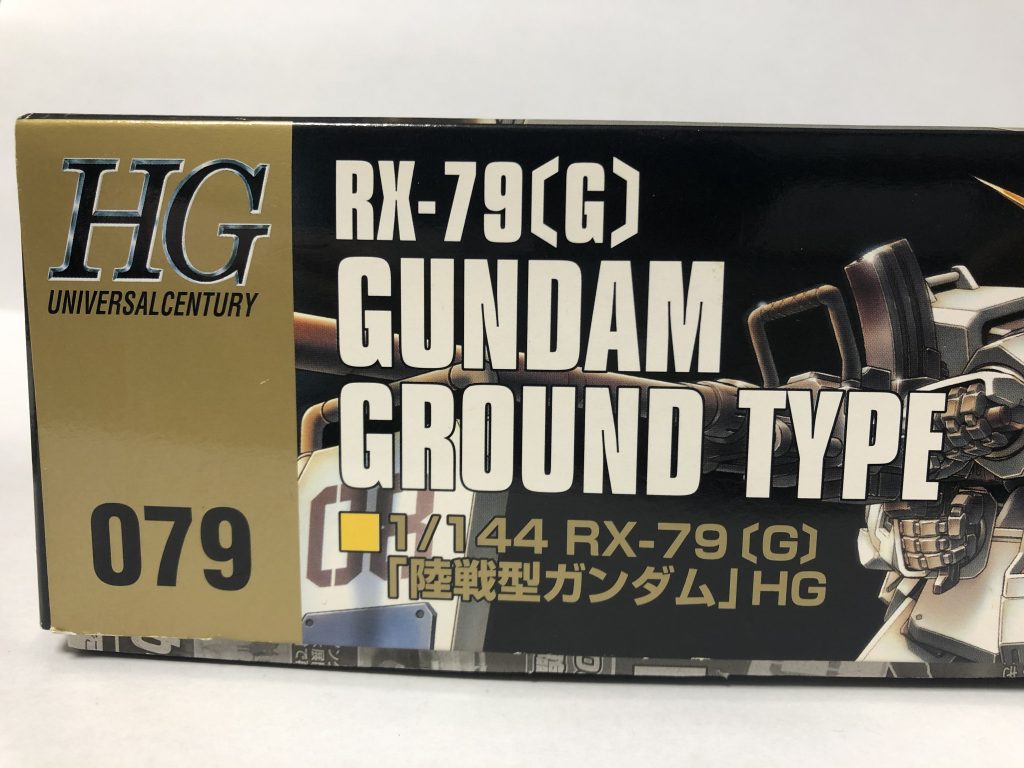 HG
UNIVERSALCENTURY
079
RX-79[G]
GUNDAM
GROUND TYPE
1/144 RX-79〔G〕
「陸戦型ガンダム」HG